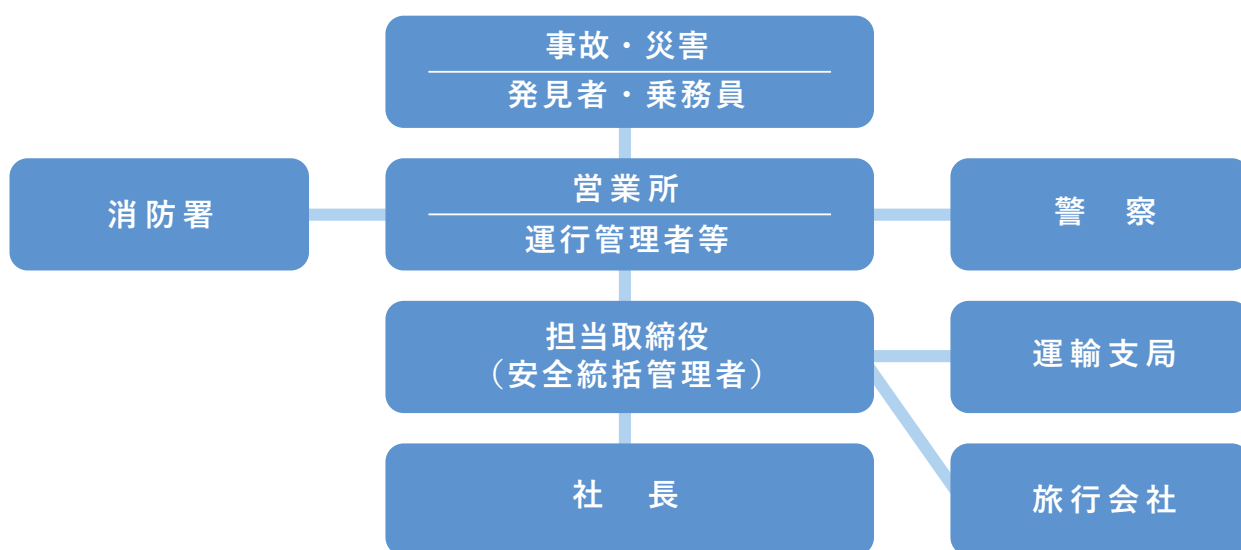 事故・災害
発見者・乗務員
消防署
営業所
運行管理者等
警　察
担当取締役
（安全統括管理者）
運輸支局
社　長
旅行会社